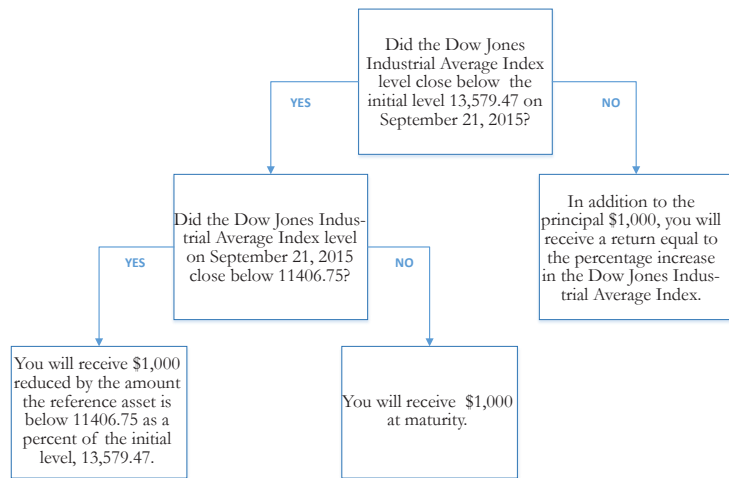 Did the Dow Jones
Industrial Average Index
level close below the
initial level 13,579.47 on
September 21, 2015?
YES
NO
Did the Dow Jones Indus-
trial Average Index level
on September 21, 2015
close below 11406.75?
In addition to the
principal $1,000, you will
receive a return equal to
the percentage increase
in the Dow Jones Indus-
trial Average Index.
YES
NO
You will receive $1,000
reduced by the amount
the reference asset is
below 11406.75 as a
percent of the initial
level, 13,579.47.
You will receive $1,000
at maturity.